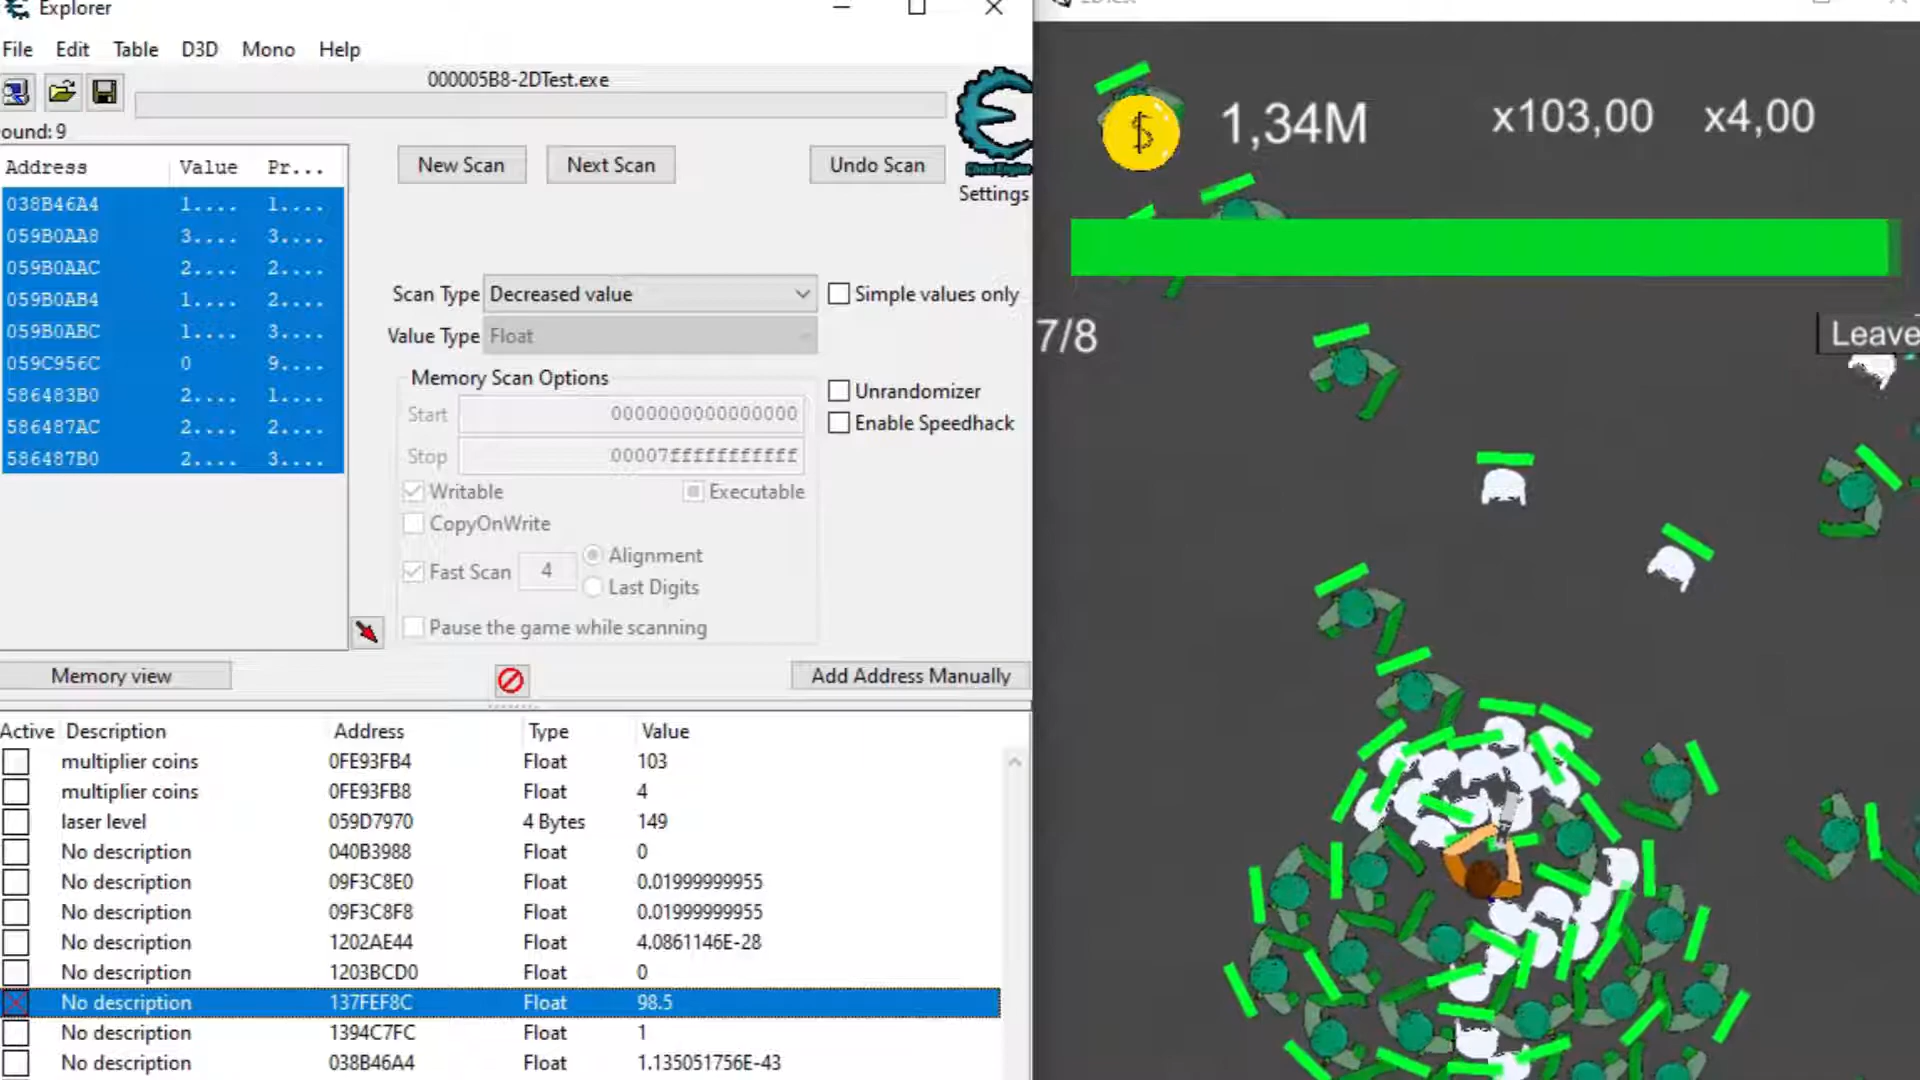 Explorer
File Edit Table D3D Mono Help
000005B8-2DTest.exe
ound: 9
Address Value Pr...
038B46A4 1.... 1....
059B0AA8 3.... 3....
059B0AAC 2.... 2....
059B0AB4 1.... 2....
059B0ABC 1.... 3....
059C956C 0 9....
586483B0 2.... 1....
586487AC 2.... 2....
586487B0 2.... 3....
New Scan Next Scan Undo Scan
Cheat Engine
Settings
Scan Type Decreased value Simple values only
Value Type Float
Memory Scan Options
Start 0000000000000000
Stop 00007fffffffffff
Unrandomizer
Enable Speedhack
Writable Executable
CopyOnWrite
Fast Scan 4 Alignment
Last Digits
Pause the game while scanning
Memory view Add Address Manually
Active Description Address Type Value
multiplier coins 0FE93FB4 Float 103
multiplier coins 0FE93FB8 Float 4
laser level 059D7970 4 Bytes 149
No description 040B3988 Float 0
No description 09F3C8E0 Float 0.01999999955
No description 09F3C8F8 Float 0.01999999955
No description 1202AE44 Float 4.0861146E-28
No description 1203BCD0 Float 0
No description 137FEF8C Float 98.5
No description 1394C7FC Float 1
No description 038B46A4 Float 1.135051756E-43
$ 1,34M x103,00 x4,00
7/8 Leave